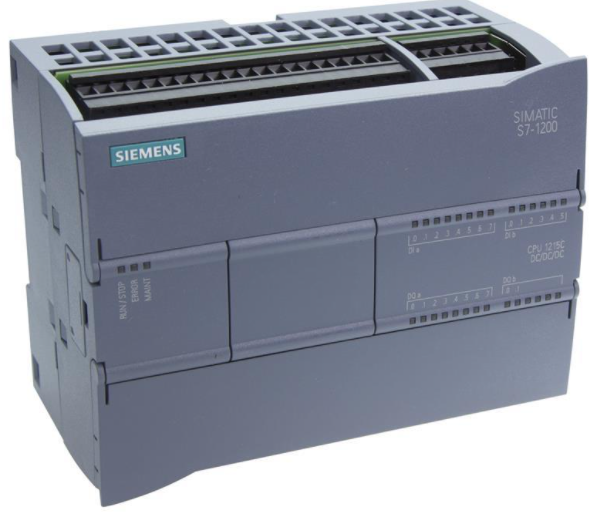 SIEMENS
SIMATIC
S7-1200
0 1 2 3 4 5 6 7
DI a
0 1 2 3 4 5
DI b
CPU 1215C
DC/DC/DC
DQ a
0 1 2 3 4 5 6 7
DQ b
0 1
RUN / STOP
ERROR
MAINT